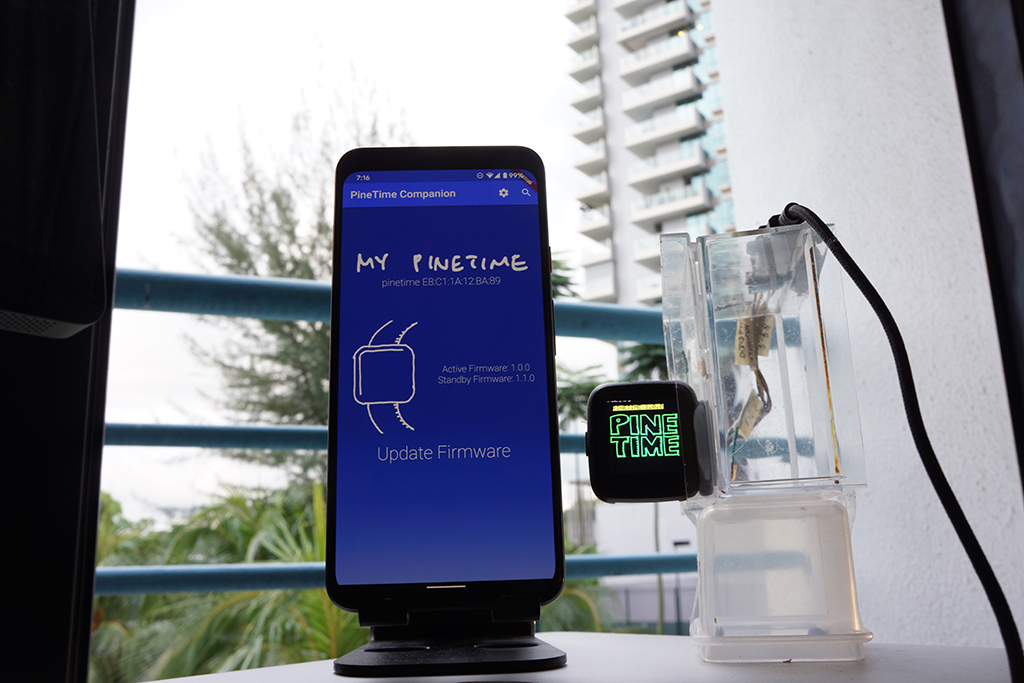 7:16
99%
PineTime Companion
MY PINETIME
pinetime E8:C1:1A:12:BA:89
Active Firmware: 1.0.0
Standby Firmware: 1.1.0
Update Firmware
PINE
TIME